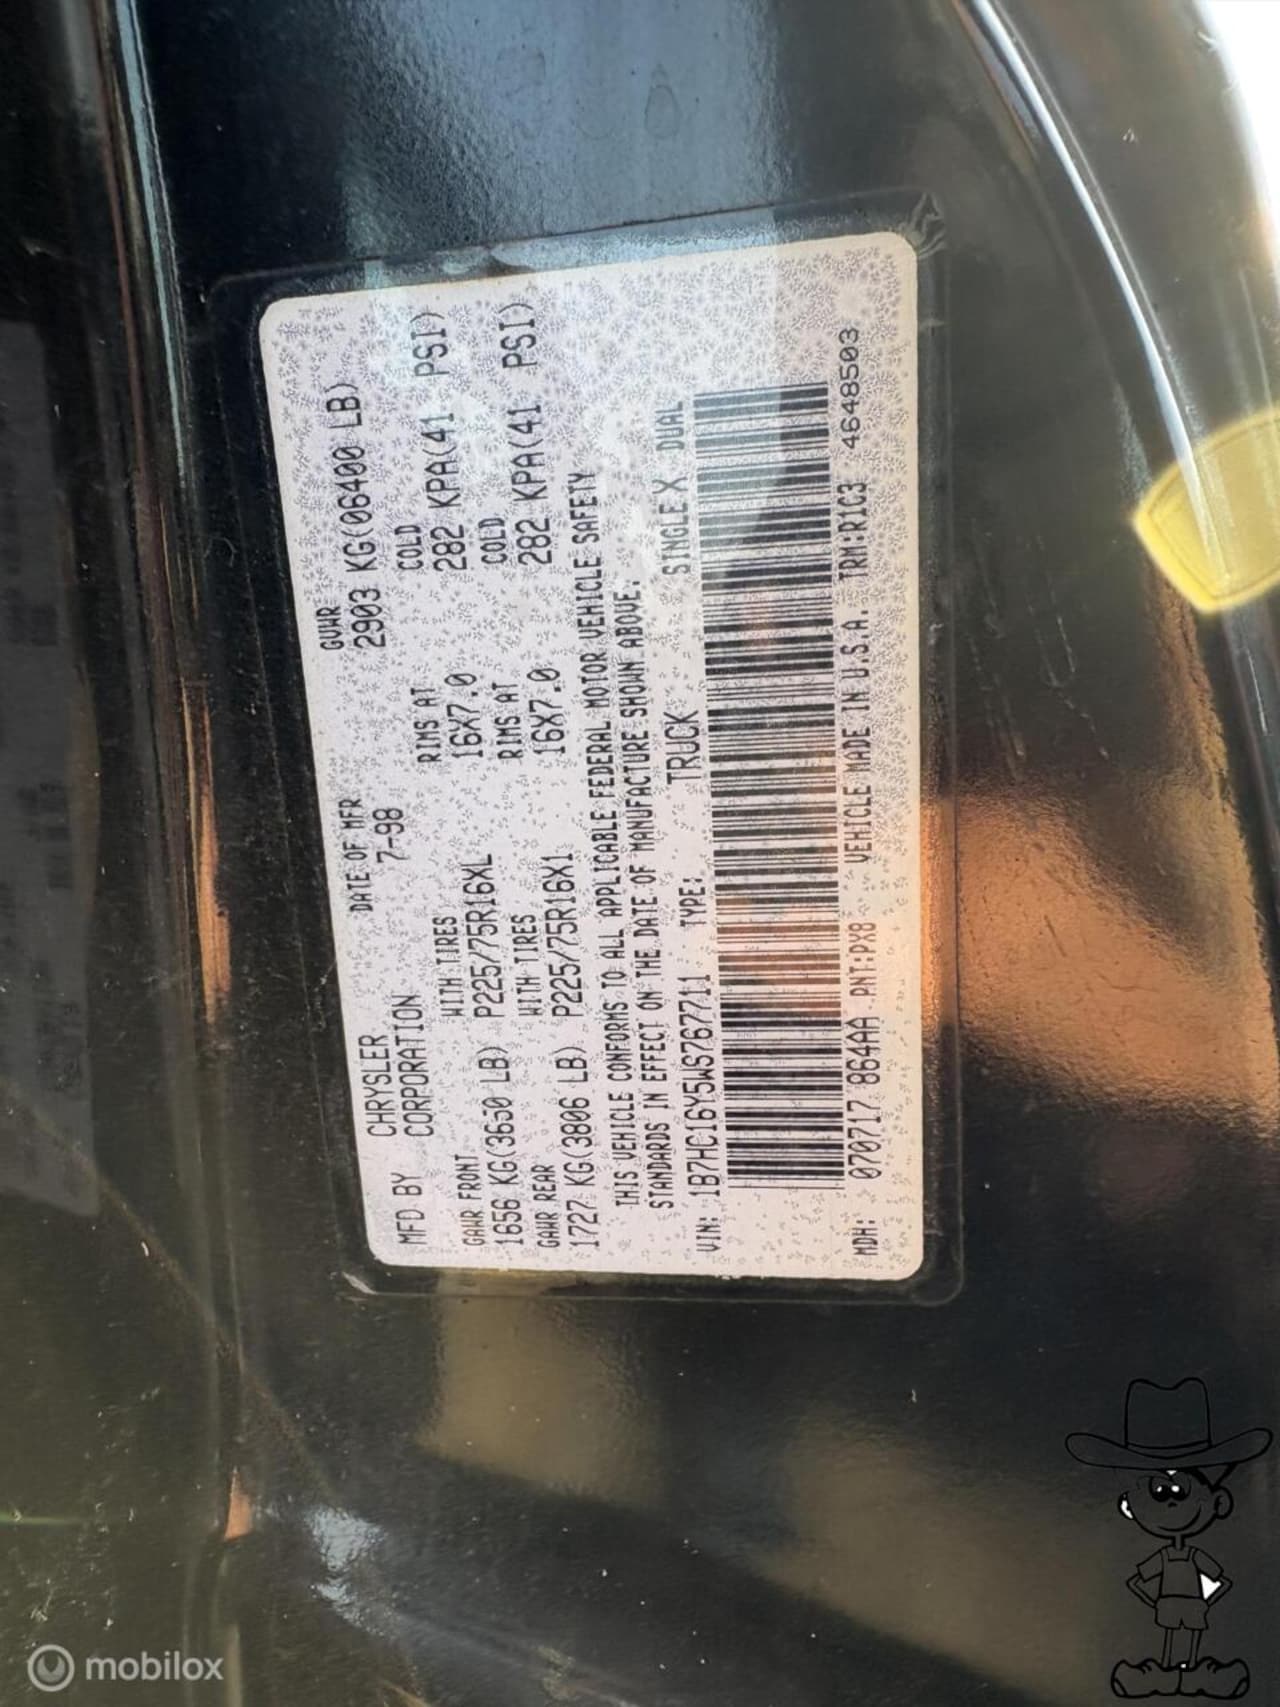 MFD BY CHRYSLER CORPORATION DATE OF MFR 7-98 GVWR 2903 KG(06400 LB)
GAWR FRONT WITH TIRES RIMS AT COLD
1656 KG(3650 LB) P225/75R16XL 16X7.0 282 KPA(41 PSI)
GAWR REAR WITH TIRES RIMS AT COLD
1727 KG(3806 LB) P225/75R16X1 16X7.0 282 KPA(41 PSI)
THIS VEHICLE CONFORMS TO ALL APPLICABLE FEDERAL MOTOR VEHICLE SAFETY
STANDARDS IN EFFECT ON THE DATE OF MANUFACTURE SHOWN ABOVE.
VIN: 1B7HC16Y5WS767711 TYPE: TRUCK SINGLE X DUAL
MDH: 070717 864AA PNT:PX8 VEHICLE MADE IN U.S.A. TRM:RIC3 4648503
mobilox